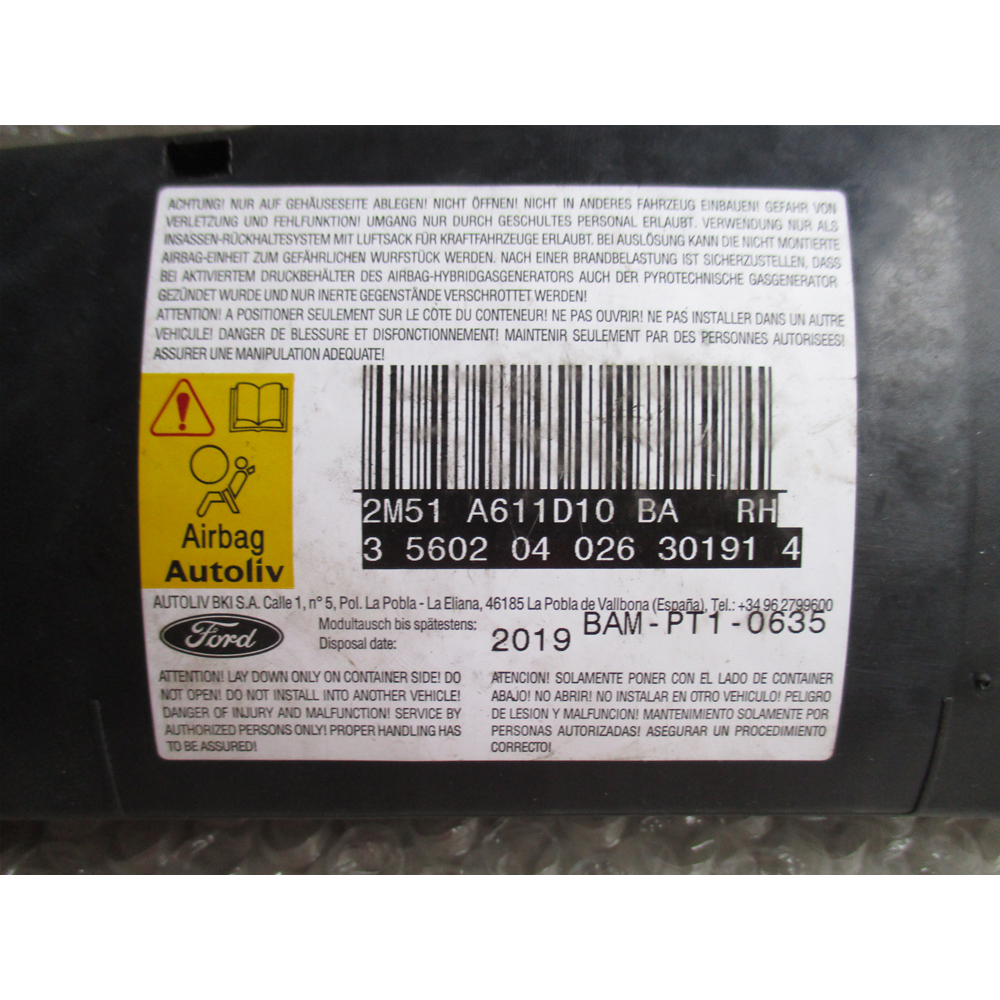 ACHTUNG! NUR AUF GEHÄUSESEITE ABLEGEN! NICHT ÖFFNEN! NICHT IN ANDERES FAHRZEUG EINBAUEN! GEFAHR VON
VERLETZUNG UND FEHLFUNKTION! UMGANG NUR DURCH GESCHULTES PERSONAL ERLAUBT. VERWENDUNG NUR ALS
INSASSEN-RÜCKHALTESYSTEM MIT LUFTSACK FÜR KRAFTFAHRZEUGE ERLAUBT. BEI AUSLÖSUNG KANN DIE NICHT MONTIERTE
AIRBAG-EINHEIT ZUM GEFÄHRLICHEN WURFSTÜCK WERDEN. NACH EINER BRANDBELASTUNG IST SICHERZUSTELLEN, DASS
BEI AKTIVIERTEM DRUCKBEHÄLTER DES AIRBAG-HYBRIDGASGENERATORS AUCH DER PYROTECHNISCHE GASGENERATOR
GEZÜNDET WURDE UND NUR INERTE GEGENSTÄNDE VERSCHROTTET WERDEN!
ATTENTION! A POSITIONER SEULEMENT SUR LE CÔTE DU CONTENEUR! NE PAS OUVRIR! NE PAS INSTALLER DANS UN AUTRE
VEHICULE! DANGER DE BLESSURE ET DISFONCTIONNEMENT! MAINTENIR SEULEMENT PAR DES PERSONNES AUTORISEES!
ASSURER UNE MANIPULATION ADEQUATE!
2M51 A611D10 BA RH
3 5602 04 026 30191 4
Airbag
Autoliv
AUTOLIV BKI S.A. Calle 1, n° 5, Pol. La Pobla - La Eliana, 46185 La Pobla de Vallbona (España), Tel.: +34 96 2799600
Ford
Modultausch bis spätestens:
Disposal date:
2019 BAM-PT1-0635
ATTENTION! LAY DOWN ONLY ON CONTAINER SIDE! DO
NOT OPEN! DO NOT INSTALL INTO ANOTHER VEHICLE!
DANGER OF INJURY AND MALFUNCTION! SERVICE BY
AUTHORIZED PERSONS ONLY! PROPER HANDLING HAS
TO BE ASSURED!
ATENCION! SOLAMENTE PONER CON EL LADO DE CONTAINER
ABAJO! NO ABRIR! NO INSTALAR EN OTRO VEHICULO! PELIGRO
DE LESION Y MALFUNCION! MANTENIMIENTO SOLAMENTE POR
PERSONAS AUTORIZADAS! ASEGURAR UN PROCEDIMIENTO
CORRECTO!